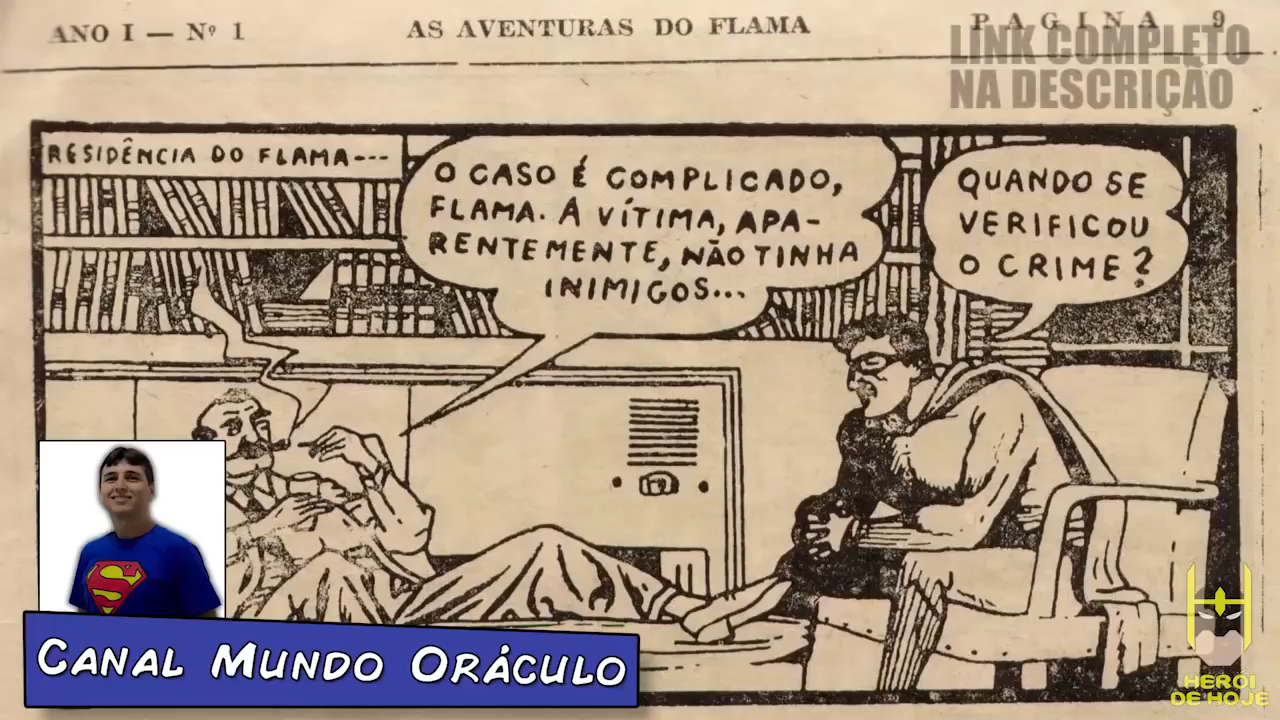 ANO I — Nº 1
AS AVENTURAS DO FLAMA
PAGINA 9
LINK COMPLETO
NA DESCRIÇÃO
RESIDÊNCIA DO FLAMA---
O CASO É COMPLICADO,
FLAMA. A VÍTIMA, APA-
RENTEMENTE, NÃO TINHA
INIMIGOS...
QUANDO SE
VERIFICOU
O CRIME?
CANAL MUNDO ORÁCULO
HERÓI
DE HOJE